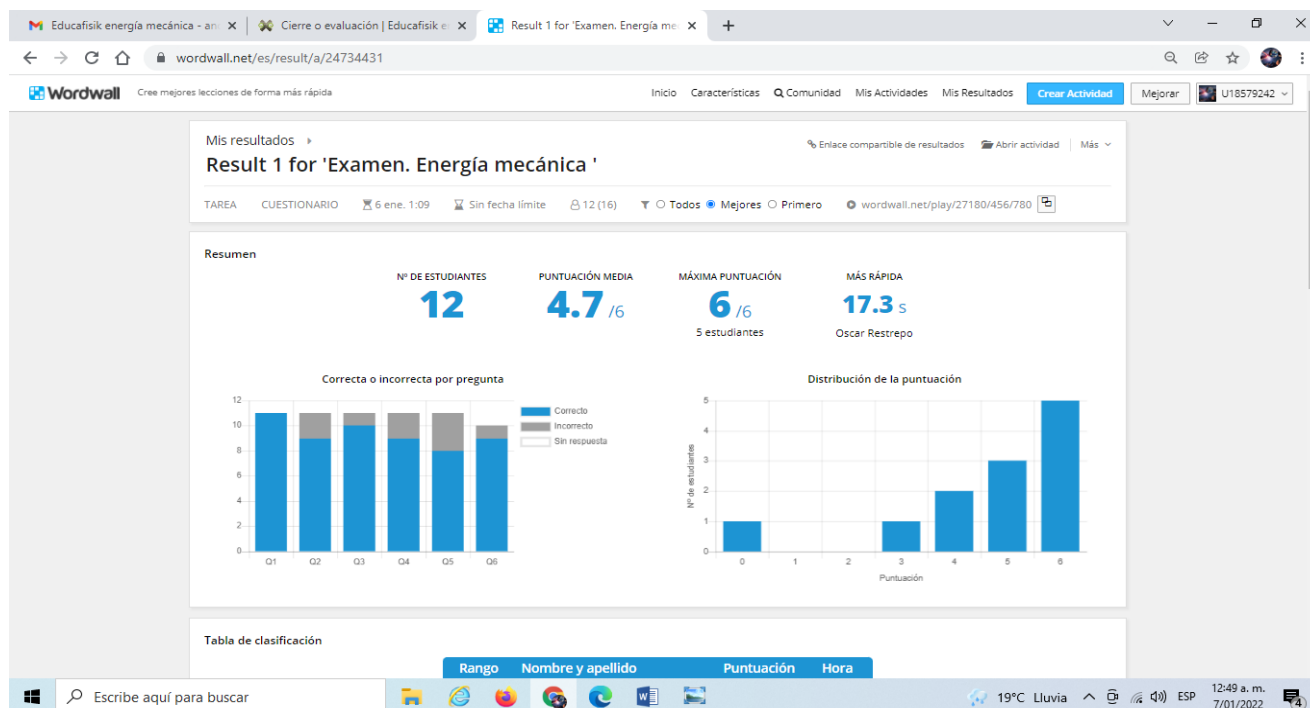 Educafisik energía mecánica - an
Cierre o evaluación | Educafisik e
Result 1 for 'Examen. Energía me
wordwall.net/es/result/a/24734431
Wordwall Cree mejores lecciones de forma más rápida Inicio Características Comunidad Mis Actividades Mis Resultados Crear Actividad Mejorar U18579242
Mis resultados
Enlace compartible de resultados Abrir actividad Más
Result 1 for 'Examen. Energía mecánica '
TAREA CUESTIONARIO 6 ene. 1:09 Sin fecha límite 12 (16) Todos Mejores Primero wordwall.net/play/27180/456/780
Resumen
Nº DE ESTUDIANTES PUNTUACIÓN MEDIA MÁXIMA PUNTUACIÓN MÁS RÁPIDA
12 4.7 /6 6 /6 17.3 s
5 estudiantes Oscar Restrepo
Correcta o incorrecta por pregunta
12
10
8
6
4
2
0
Q1 Q2 Q3 Q4 Q5 Q6
Correcto
Incorrecto
Sin respuesta
Distribución de la puntuación
Nº de estudiantes
5
4
3
2
1
0
0 1 2 3 4 5 6
Puntuación
Tabla de clasificación
Rango Nombre y apellido Puntuación Hora
Escribe aquí para buscar
19°C Lluvia ESP 12:49 a. m.
7/01/2022
4